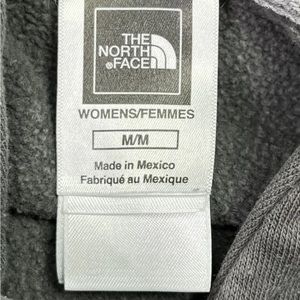 THE
NORTH
®FACE
WOMENS/FEMMES
M/M
Made in Mexico
Fabriqué au Mexique